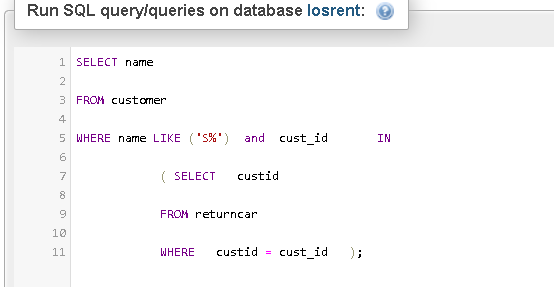 Run SQL query/queries on database losrent:
1 SELECT name
2
3 FROM customer
4
5 WHERE name LIKE ('S%') and cust_id IN
6
7 ( SELECT custid
8
9 FROM returncar
10
11 WHERE custid = cust_id );